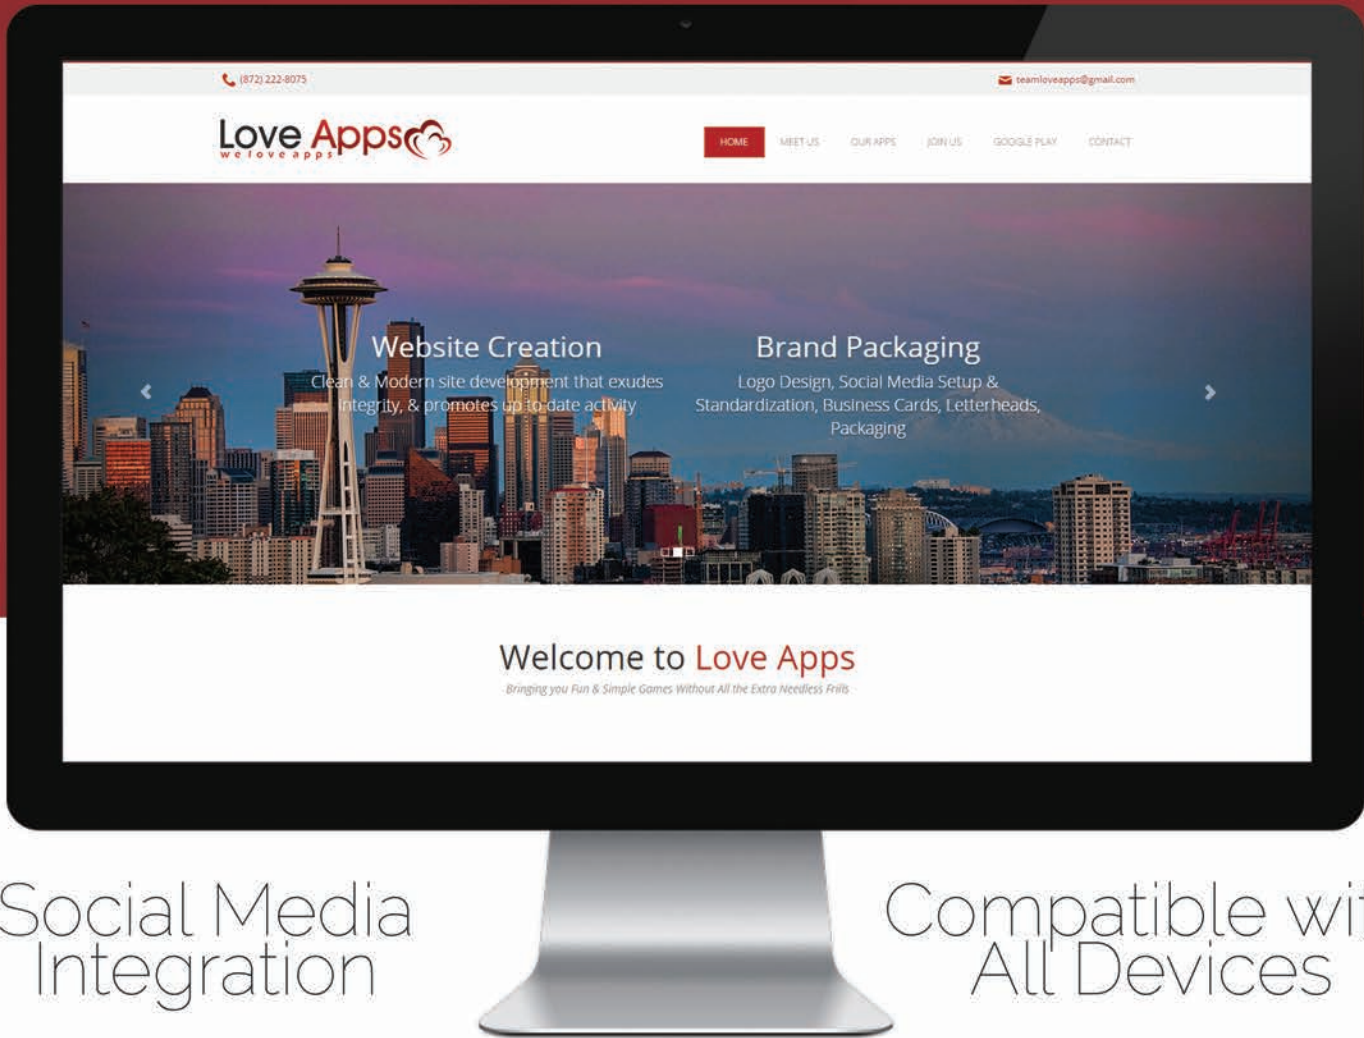 (872) 222-8075
teamloveapps@gmail.com
Love Apps
we love apps
HOME MEET US OUR APPS JOIN US GOOGLE PLAY CONTACT
Website Creation
Clean & Modern site development that exudes
integrity, & promotes up to date activity
Brand Packaging
Logo Design, Social Media Setup &
Standardization, Business Cards, Letterheads,
Packaging
Welcome to Love Apps
Bringing you Fun & Simple Games Without All the Extra Needless Frills
Social Media
Integration
Compatible wi
All Devices